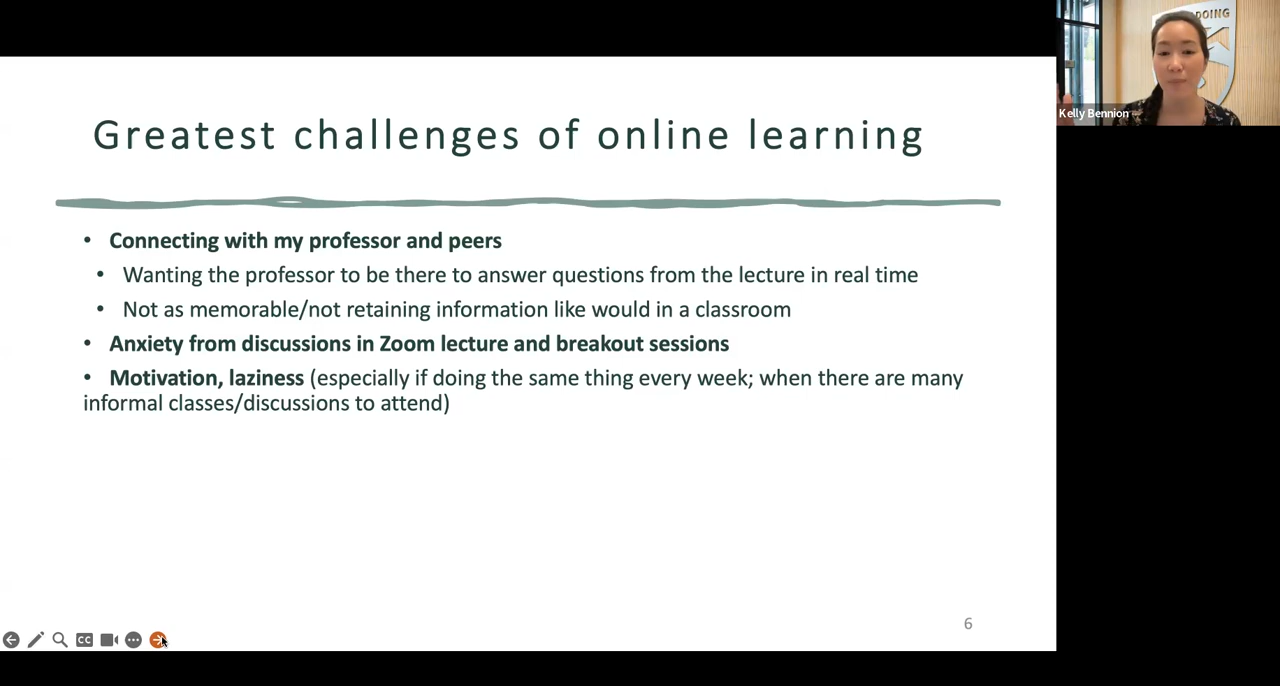 Greatest challenges of online learning
• Connecting with my professor and peers
• Wanting the professor to be there to answer questions from the lecture in real time
• Not as memorable/not retaining information like would in a classroom
• Anxiety from discussions in Zoom lecture and breakout sessions
• Motivation, laziness (especially if doing the same thing every week; when there are many
informal classes/discussions to attend)
6
CC
DOING
Kelly Bennion